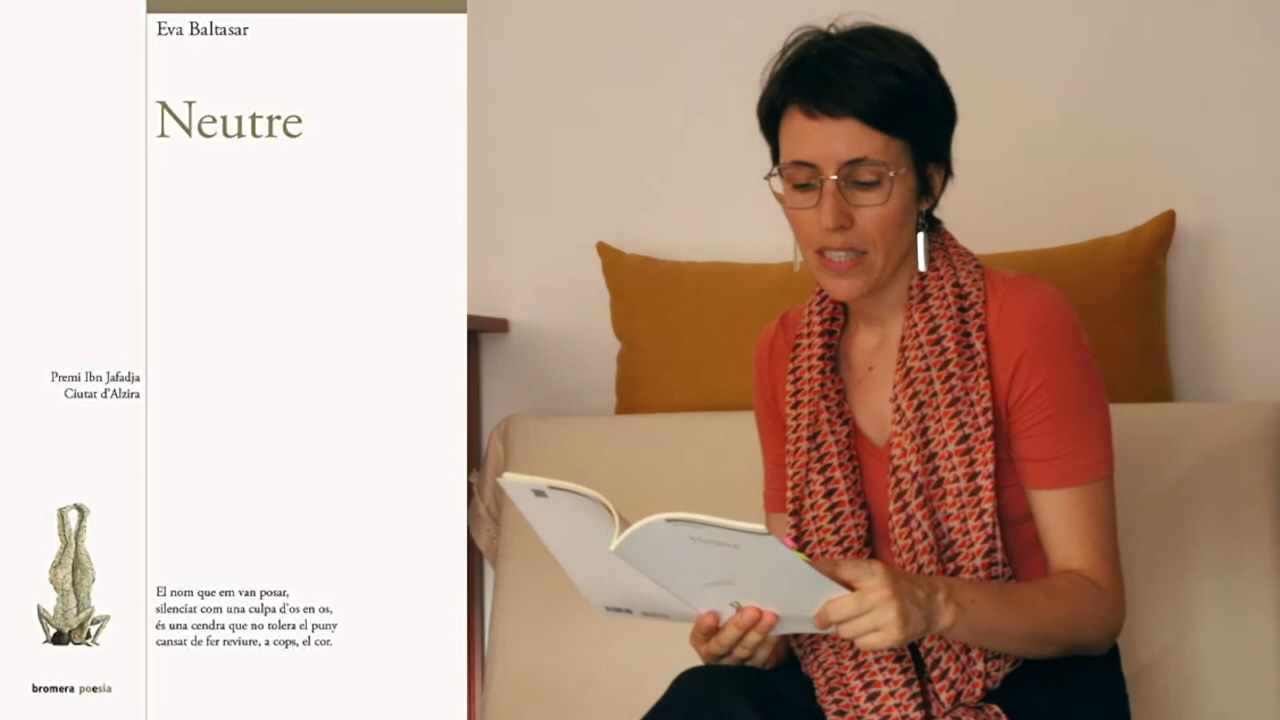 Eva Baltasar
Neutre
Premi Ibn Jafadja
Ciutat d'Alzira
El nom que em van posar,
silenciat com una culpa d'os en os,
és una cendra que no tolera el puny
cansat de fer reviure, a cops, el cor.
bromera poesia
Neutre